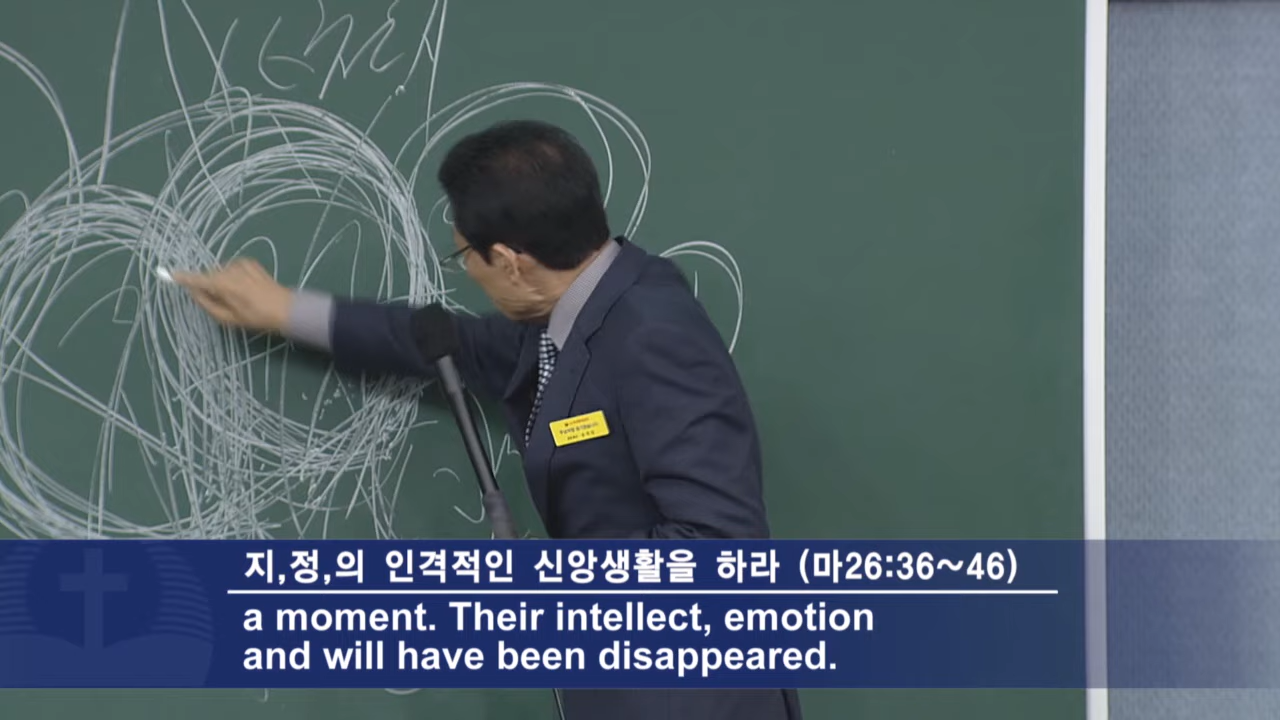 지,정,의 인격적인 신앙생활을 하라 (마26:36~46)
a moment. Their intellect, emotion
and will have been disappeared.